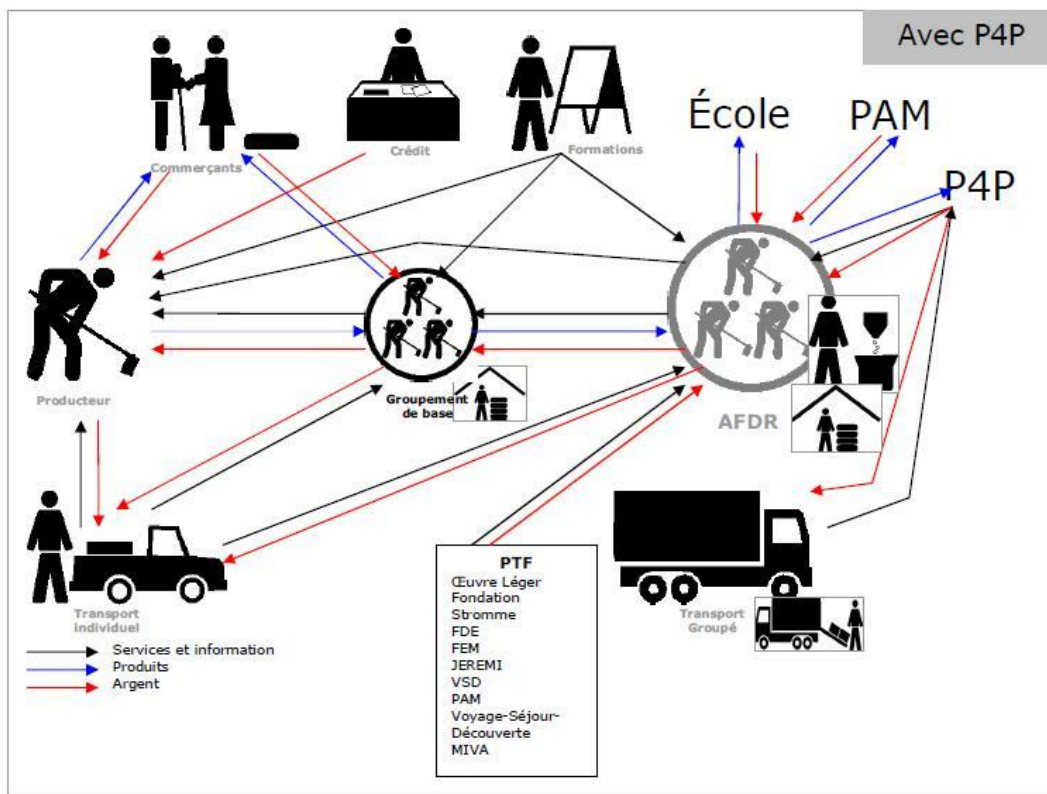 Avec P4P
École
PAM
P4P
Commerçants
Crédit
Formations
Producteur
Groupement
de base
AFDR
Transport
individuel
Transport
Groupé
PTF
Œuvre Léger
Fondation
Stromme
FDE
FEM
JEREMI
VSD
PAM
Voyage-Séjour-
Découverte
MIVA
Services et information
Produits
Argent